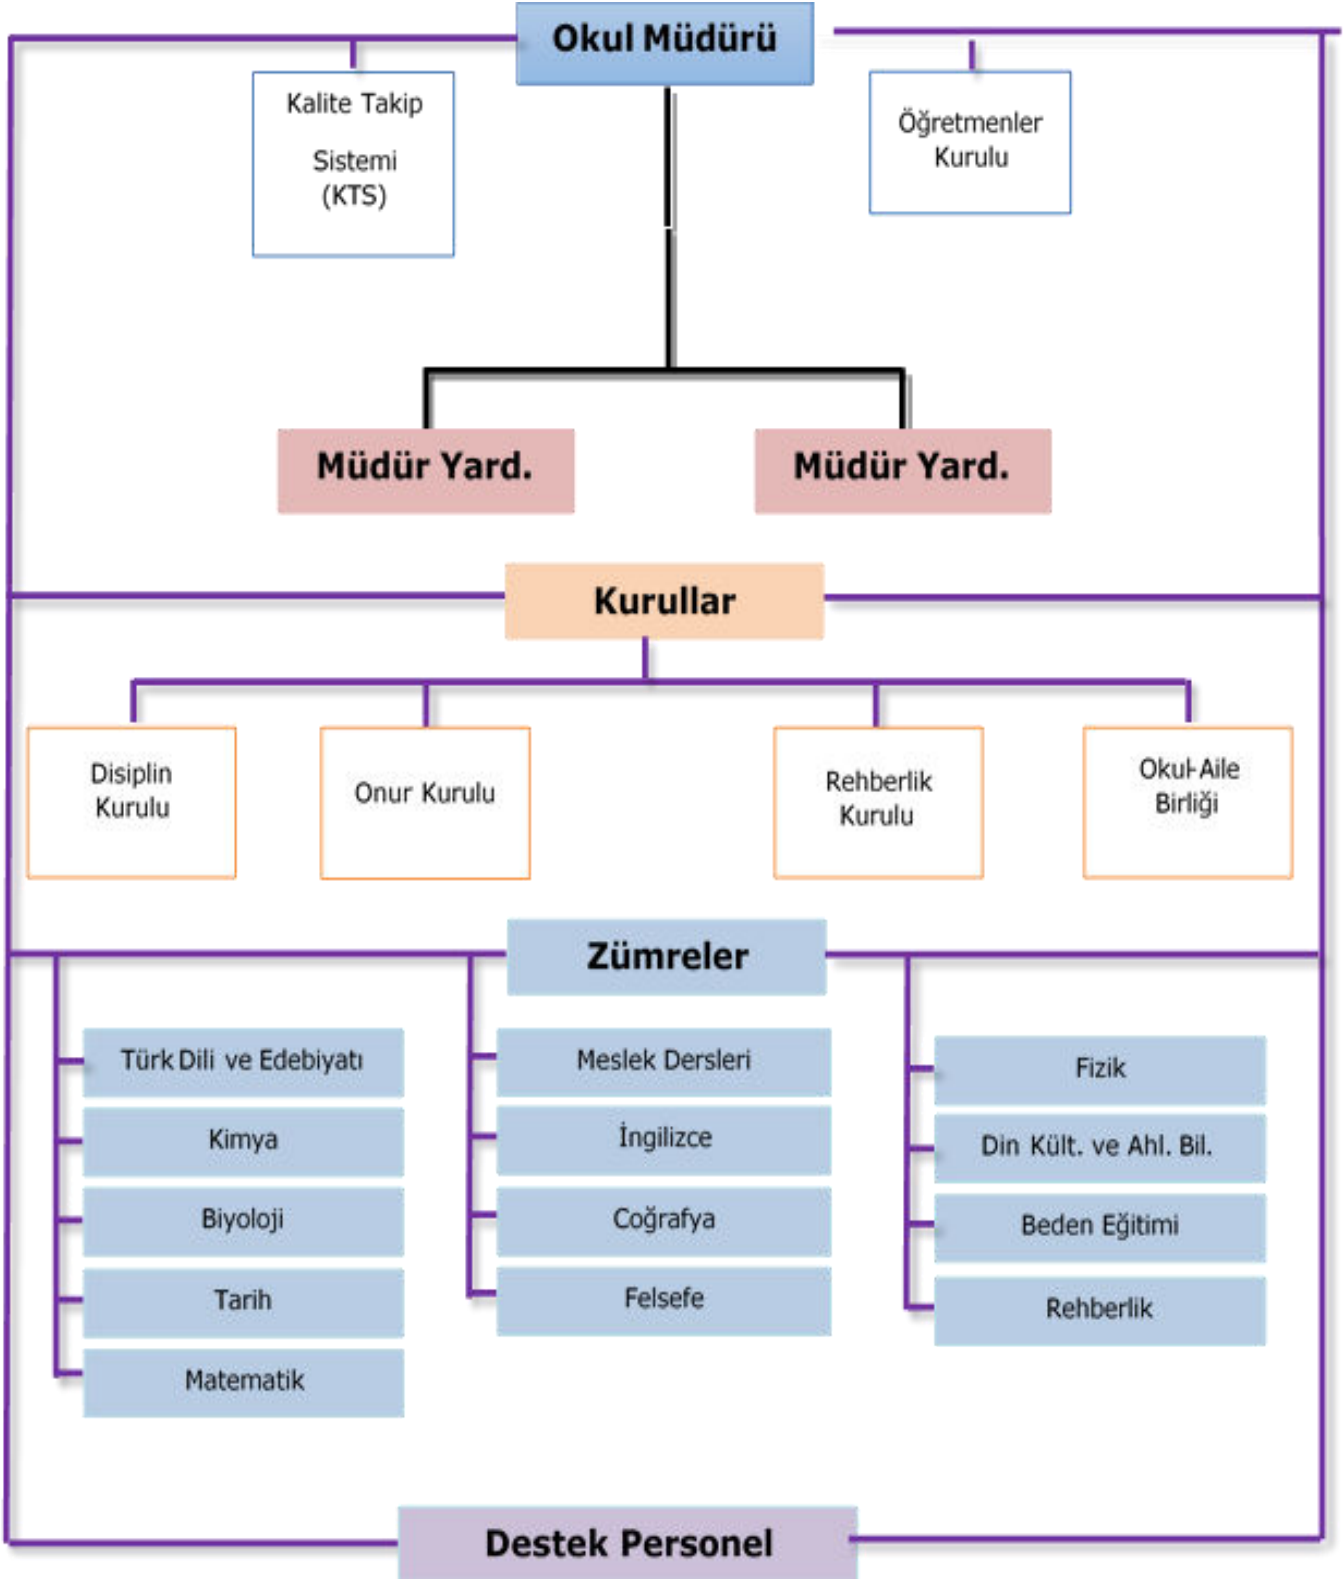 Okul Müdürü
Kalite Takip
Sistemi
(KTS)
Öğretmenler
Kurulu
Müdür Yard.
Müdür Yard.
Kurullar
Disiplin
Kurulu
Onur Kurulu
Rehberlik
Kurulu
Okul-Aile
Birliği
Zümreler
Türk Dili ve Edebiyatı
Kimya
Biyoloji
Tarih
Matematik
Meslek Dersleri
İngilizce
Coğrafya
Felsefe
Fizik
Din Kült. ve Ahl. Bil.
Beden Eğitimi
Rehberlik
Destek Personel